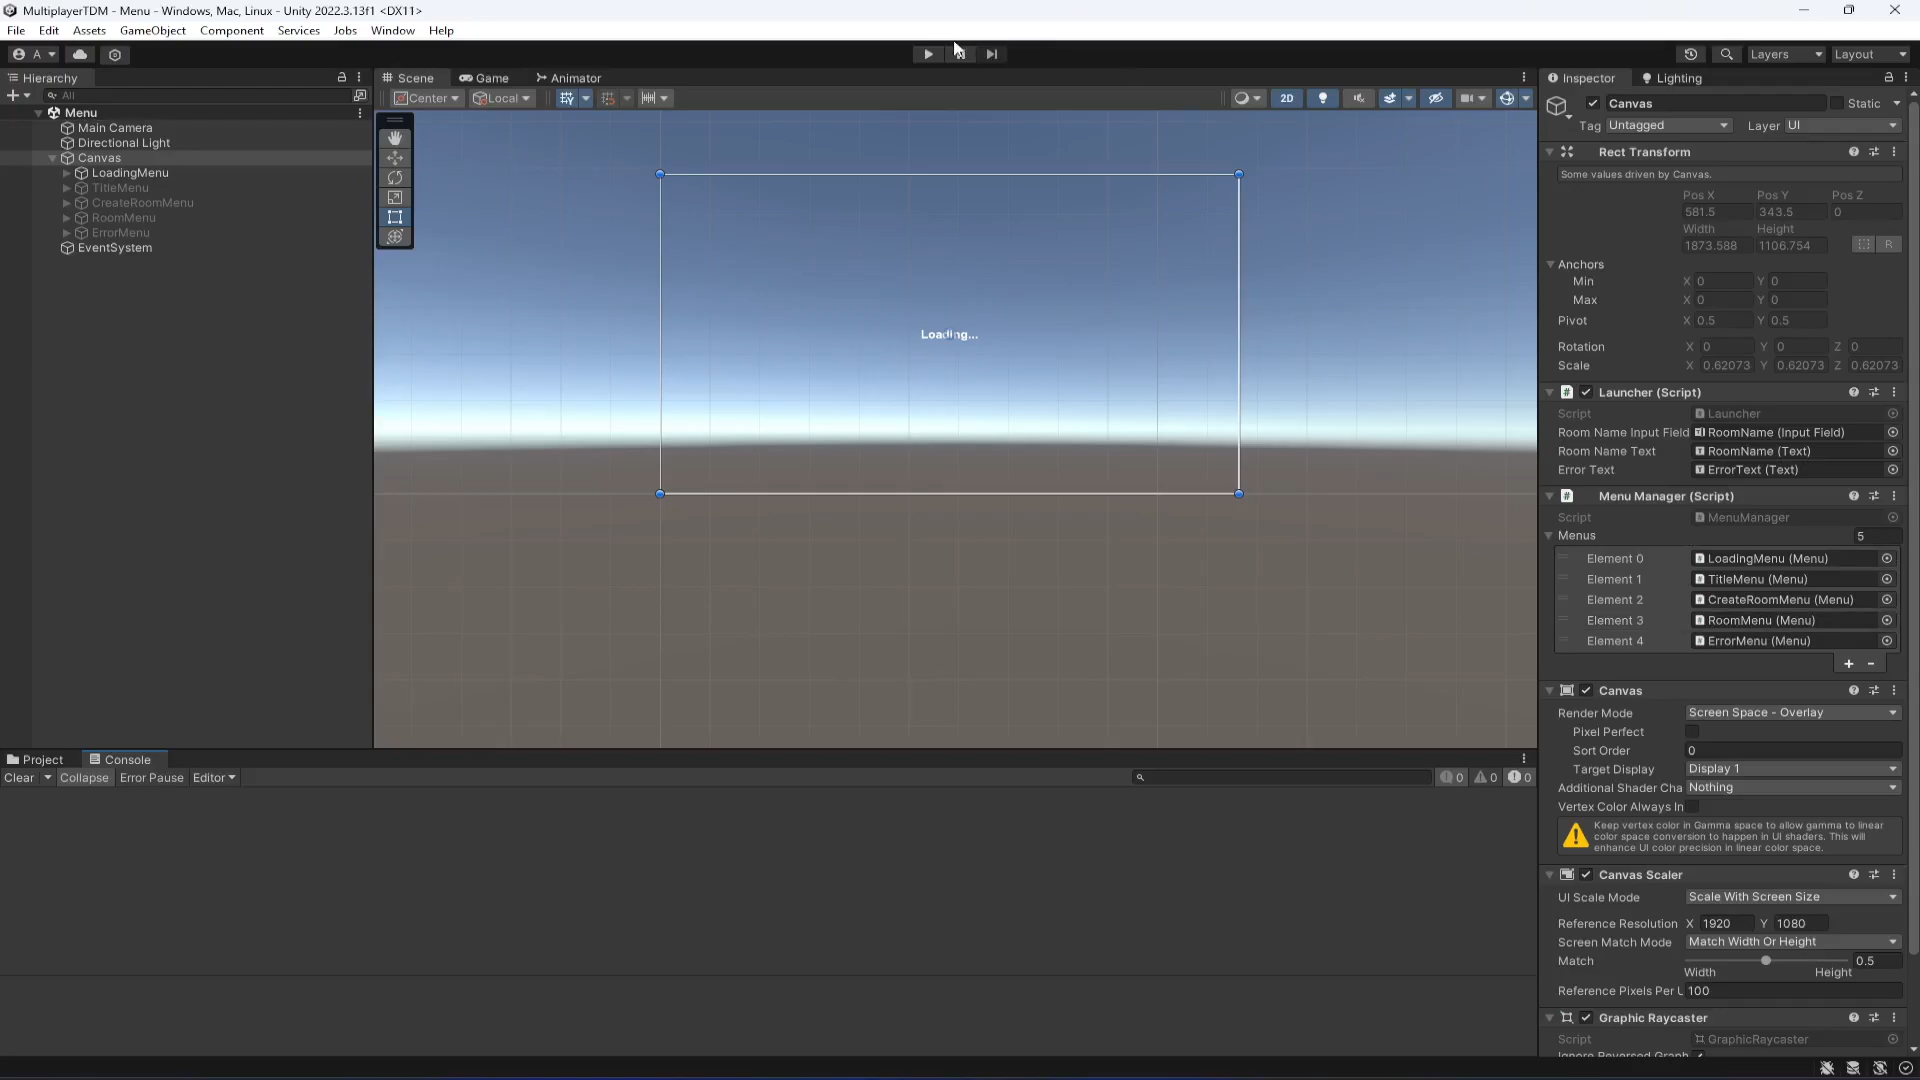 MultiplayerTDM - Menu - Windows, Mac, Linux - Unity 2022.3.13f1 <DX11>
File Edit Assets GameObject Component Services Jobs Window Help
A Layers Layout
Hierarchy
All
Menu
Main Camera
Directional Light
Canvas
LoadingMenu
TitleMenu
CreateRoomMenu
RoomMenu
ErrorMenu
EventSystem
Scene Game Animator
Center Local 2D
Loading...
Project Console
Clear Collapse Error Pause Editor 0 0 0
Inspector Lighting
Canvas Static
Tag Untagged Layer UI
Rect Transform
Some values driven by Canvas.
Pos X Pos Y Pos Z
581.5 343.5 0
Width Height
1873.588 1106.754 R
Anchors
Min X 0 Y 0
Max X 0 Y 0
Pivot X 0.5 Y 0.5
Rotation X 0 Y 0 Z 0
Scale X 0.62073 Y 0.62073 Z 0.62073
# Launcher (Script)
Script Launcher
Room Name Input Field RoomName (Input Field)
Room Name Text RoomName (Text)
Error Text ErrorText (Text)
# Menu Manager (Script)
Script MenuManager
Menus 5
Element 0 LoadingMenu (Menu)
Element 1 TitleMenu (Menu)
Element 2 CreateRoomMenu (Menu)
Element 3 RoomMenu (Menu)
Element 4 ErrorMenu (Menu)
+ -
Canvas
Render Mode Screen Space - Overlay
Pixel Perfect
Sort Order 0
Target Display Display 1
Additional Shader Cha Nothing
Vertex Color Always In
Keep vertex color in Gamma space to allow gamma to linear
color space conversion to happen in UI shaders. This will
enhance UI color precision in linear color space.
Canvas Scaler
UI Scale Mode Scale With Screen Size
Reference Resolution X 1920 Y 1080
Screen Match Mode Match Width Or Height
Match 0.5
Width Height
Reference Pixels Per U 100
Graphic Raycaster
Script GraphicRaycaster
Ignore Reversed Graph